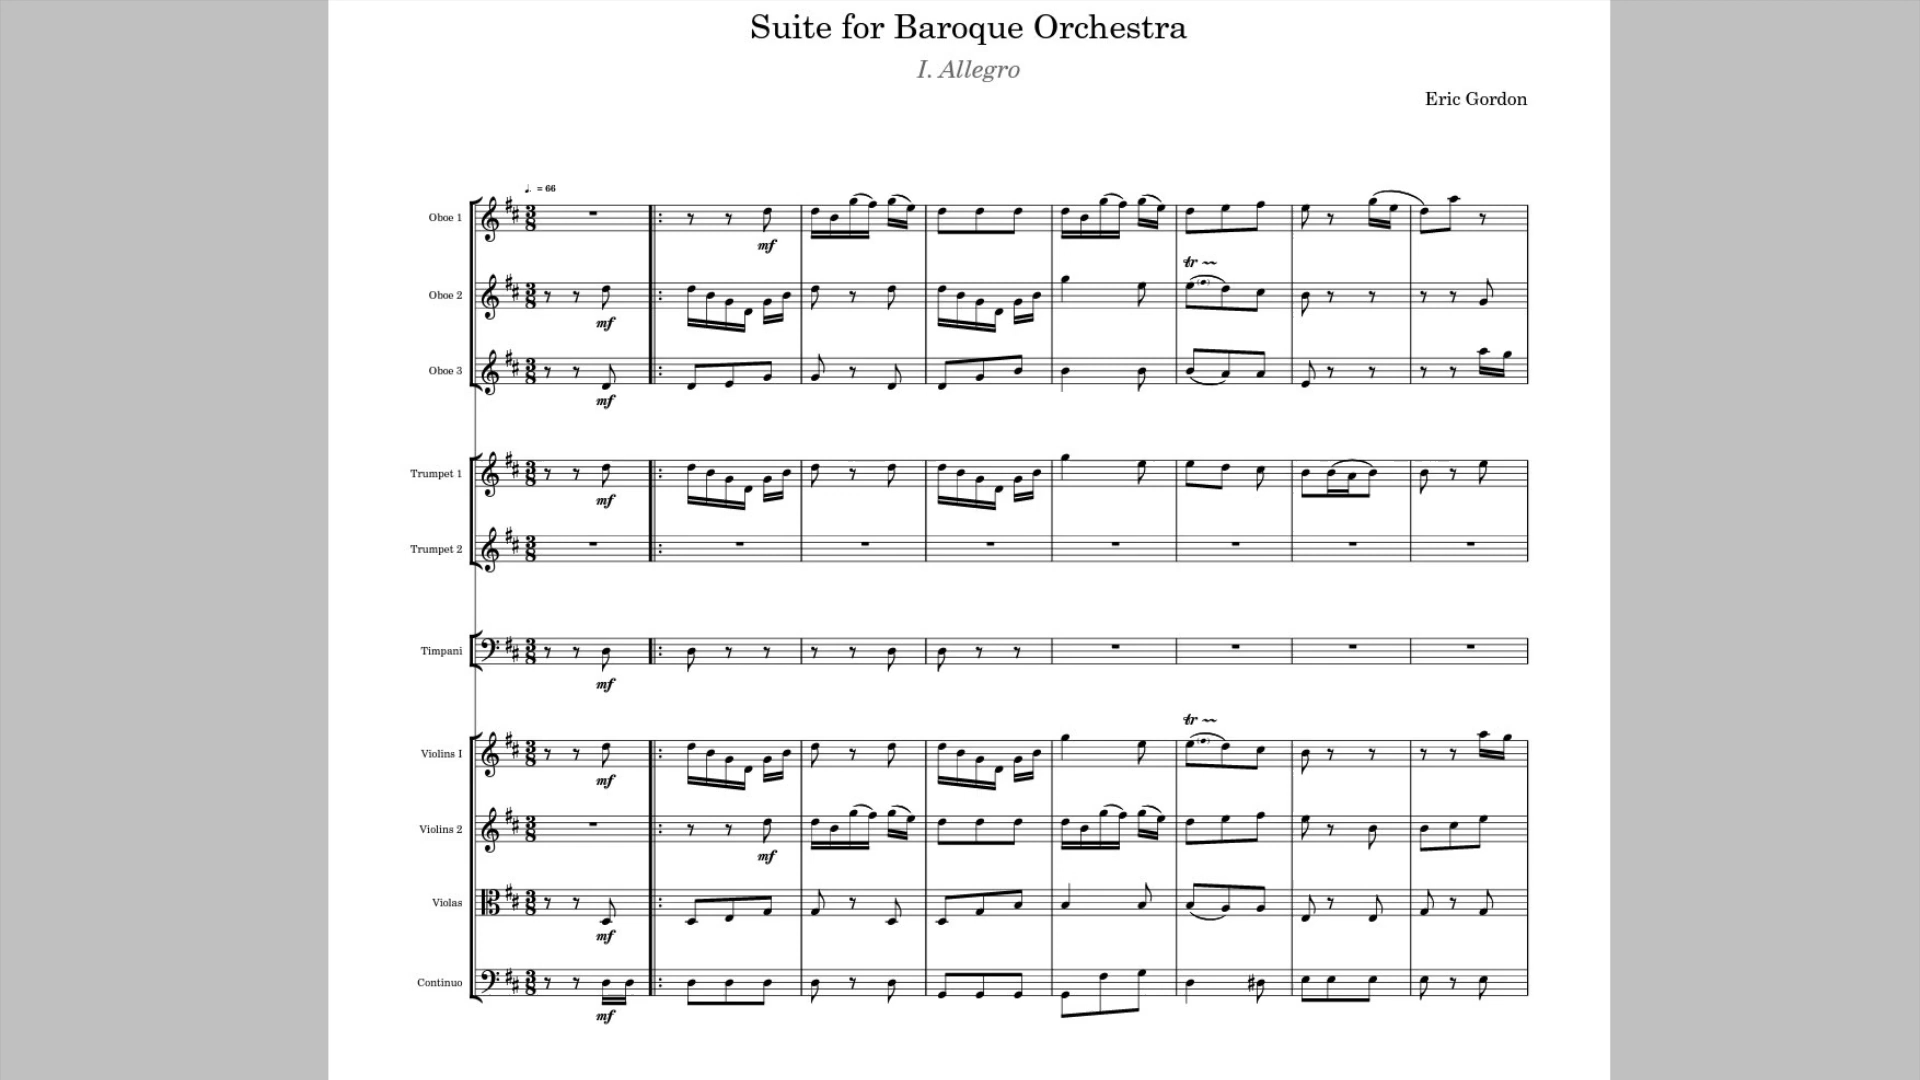 Suite for Baroque Orchestra
I. Allegro
Eric Gordon
♩. = 66
Oboe 1
mf
tr
Oboe 2
mf
Oboe 3
mf
Trumpet 1
mf
Trumpet 2
Timpani
mf
tr
Violins I
mf
Violins 2
mf
Violas
mf
Continuo
mf